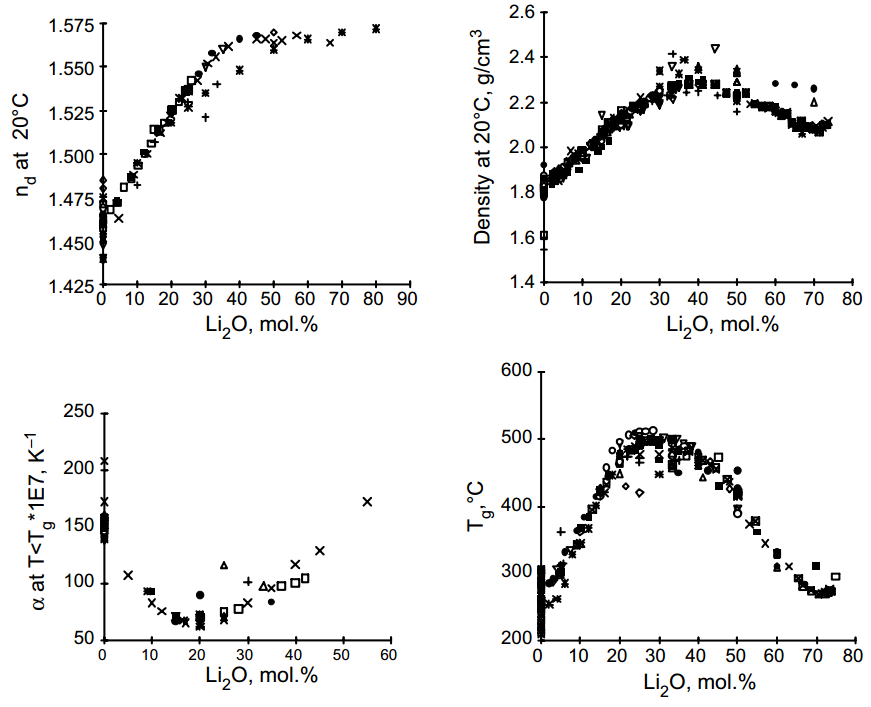 1.575
1.550
1.525
1.500
1.475
1.450
1.425
n_d at 20°C
0 10 20 30 40 50 60 70 80 90
Li₂O, mol.%
2.6
2.4
2.2
2.0
1.8
1.6
1.4
Density at 20°C, g/cm³
0 10 20 30 40 50 60 70 80
Li₂O, mol.%
250
200
150
100
50
α at T<T_g*1E7, K⁻¹
0 10 20 30 40 50 60
Li₂O, mol.%
600
500
400
300
200
T_g,°C
0 10 20 30 40 50 60 70 80
Li₂O, mol.%